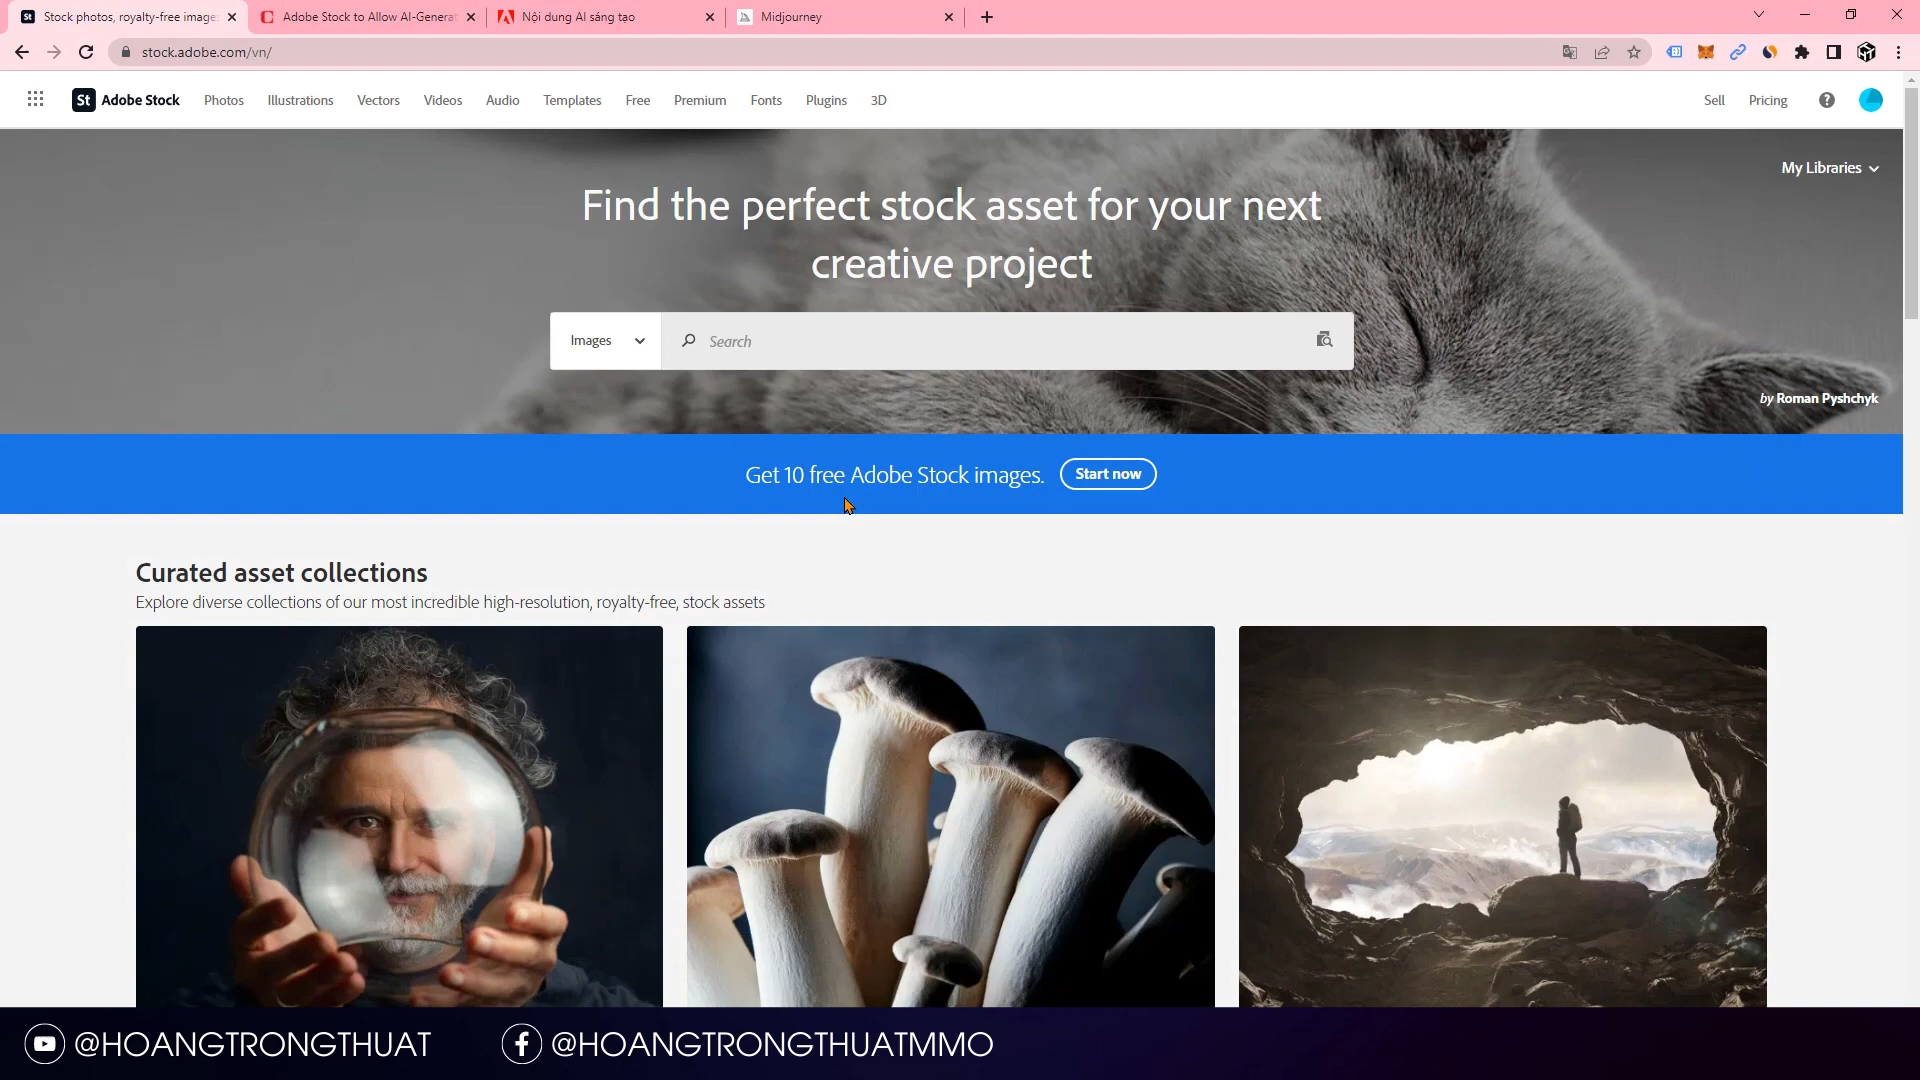 Stock photos, royalty-free image
Adobe Stock to Allow AI-Generat
Nội dung AI sáng tạo
Midjourney
stock.adobe.com/vn/
St Adobe Stock
Photos
Illustrations
Vectors
Videos
Audio
Templates
Free
Premium
Fonts
Plugins
3D
Sell
Pricing
My Libraries
Find the perfect stock asset for your next
creative project
Images
Search
by Roman Pyshchyk
Get 10 free Adobe Stock images.
Start now
Curated asset collections
Explore diverse collections of our most incredible high-resolution, royalty-free, stock assets
@HOANGTRONGTHUAT
@HOANGTRONGTHUATMMO